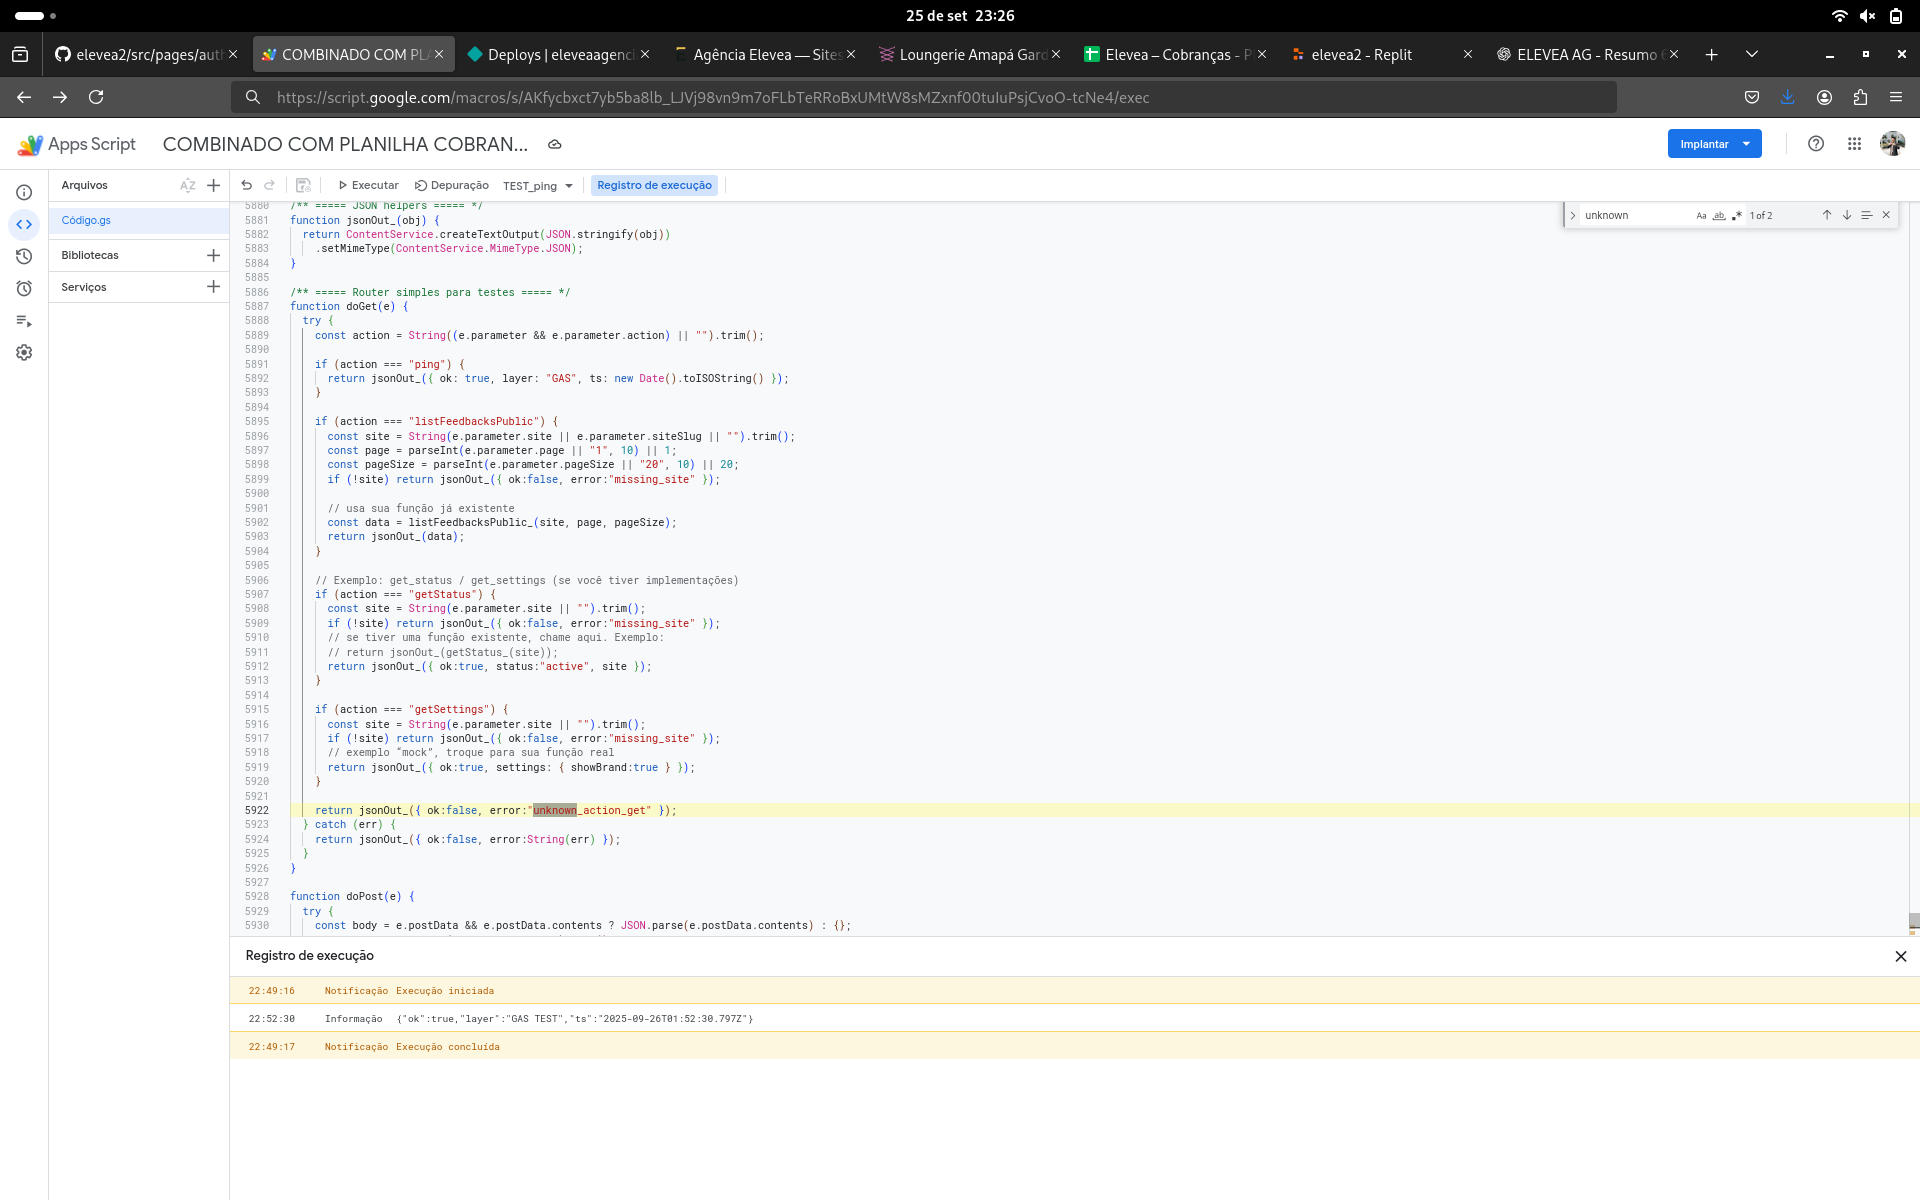 25 de set 23:26
elevea2/src/pages/aut
COMBINADO COM PL
Deploys | eleveaagenc
Agência Elevea — Sites
Loungerie Amapá Gard
Elevea – Cobranças - P
elevea2 - Replit
ELEVEA AG - Resumo
https://script.google.com/macros/s/AKfycbxct7yb5ba8lb_LJVj98vn9m7oFLbTeRRoBxUMtW8sMZxnf00tuIuPsjCvoO-tcNe4/exec
Apps Script
COMBINADO COM PLANILHA COBRAN...
Implantar
Arquivos
AZ
Executar
Depuração
TEST_ping
Registro de execução
Código.gs
Bibliotecas
Serviços
unknown
Aa
ab
1 of 2
5880 /** ===== JSON helpers ===== */
5881 function jsonOut_(obj) {
5882 return ContentService.createTextOutput(JSON.stringify(obj))
5883 .setMimeType(ContentService.MimeType.JSON);
5884 }
5885
5886 /** ===== Router simples para testes ===== */
5887 function doGet(e) {
5888 try {
5889 const action = String((e.parameter && e.parameter.action) || "").trim();
5890
5891 if (action === "ping") {
5892 return jsonOut_({ ok: true, layer: "GAS", ts: new Date().toISOString() });
5893 }
5894
5895 if (action === "listFeedbacksPublic") {
5896 const site = String(e.parameter.site || e.parameter.siteSlug || "").trim();
5897 const page = parseInt(e.parameter.page || "1", 10) || 1;
5898 const pageSize = parseInt(e.parameter.pageSize || "20", 10) || 20;
5899 if (!site) return jsonOut_({ ok:false, error:"missing_site" });
5900
5901 // usa sua função já existente
5902 const data = listFeedbacksPublic_(site, page, pageSize);
5903 return jsonOut_(data);
5904 }
5905
5906 // Exemplo: get_status / get_settings (se você tiver implementações)
5907 if (action === "getStatus") {
5908 const site = String(e.parameter.site || "").trim();
5909 if (!site) return jsonOut_({ ok:false, error:"missing_site" });
5910 // se tiver uma função existente, chame aqui. Exemplo:
5911 // return jsonOut_(getStatus_(site));
5912 return jsonOut_({ ok:true, status:"active", site });
5913 }
5914
5915 if (action === "getSettings") {
5916 const site = String(e.parameter.site || "").trim();
5917 if (!site) return jsonOut_({ ok:false, error:"missing_site" });
5918 // exemplo “mock”, troque para sua função real
5919 return jsonOut_({ ok:true, settings: { showBrand:true } });
5920 }
5921
5922 return jsonOut_({ ok:false, error:"unknown_action_get" });
5923 } catch (err) {
5924 return jsonOut_({ ok:false, error:String(err) });
5925 }
5926 }
5927
5928 function doPost(e) {
5929 try {
5930 const body = e.postData && e.postData.contents ? JSON.parse(e.postData.contents) : {};
Registro de execução
22:49:16 Notificação Execução iniciada
22:52:30 Informação {"ok":true,"layer":"GAS TEST","ts":"2025-09-26T01:52:30.797Z"}
22:49:17 Notificação Execução concluída